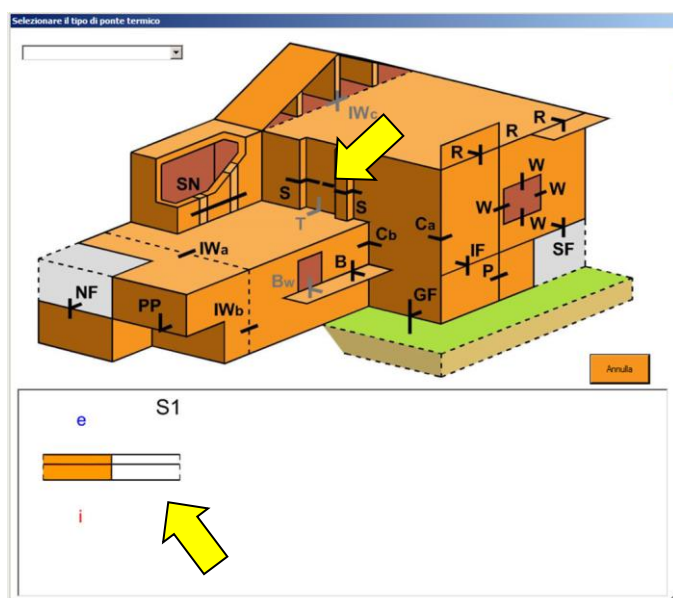 Selezionare il tipo di ponte termico
IWc
R
R
R
SN
S
S
W
W
W
W
T
Cb
Ca
IWa
IF
SF
B
Bw
P
NF
PP
IWb
GF
Annulla
S1
e
i